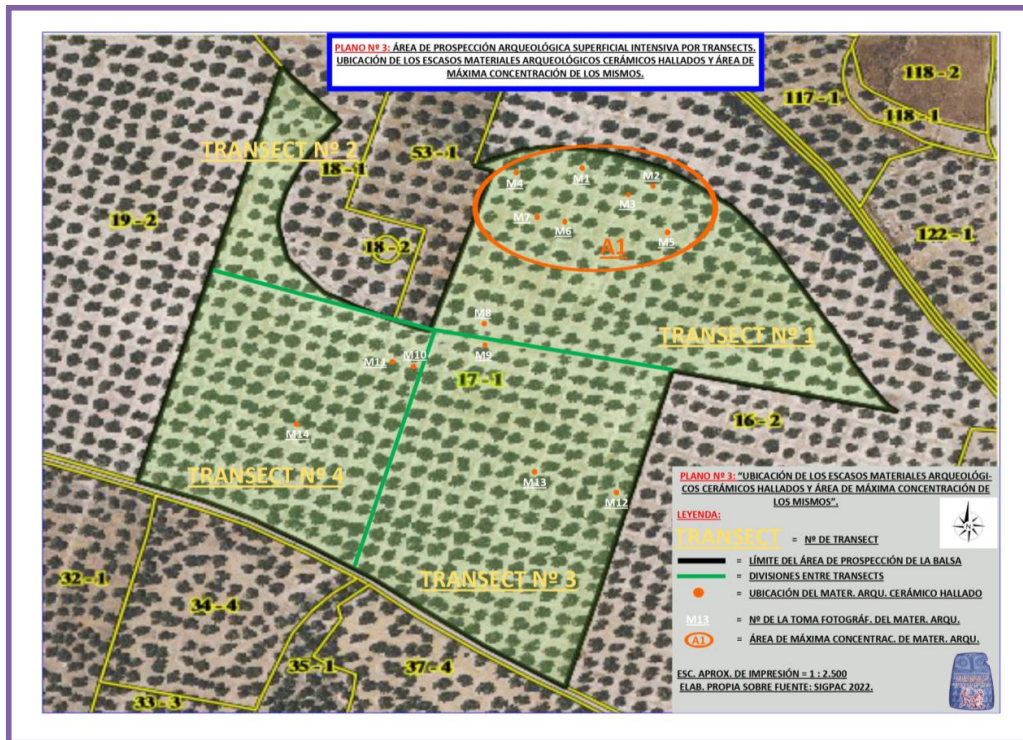 PLANO Nº 3: ÁREA DE PROSPECCIÓN ARQUEOLÓGICA SUPERFICIAL INTENSIVA POR TRANSECTS.
UBICACIÓN DE LOS ESCASOS MATERIALES ARQUEOLÓGICOS CERÁMICOS HALLADOS Y ÁREA DE
MÁXIMA CONCENTRACIÓN DE LOS MISMOS.
118 - 2
117 - 1
118 - 1
TRANSECT Nº 2
53 - 1
18 - 1
M4
M1
M2
M3
19 - 2
M7
M6
M5
122 - 1
18 - 2
A1
M8
TRANSECT Nº 1
M9
M11
M10
17 - 1
16 - 2
M14
TRANSECT Nº 4
M13
M12
TRANSECT Nº 3
32 - 1
34 - 4
35 - 1
37 - 4
33 - 3
PLANO Nº 3: "UBICACIÓN DE LOS ESCASOS MATERIALES ARQUEOLÓGI-
COS CERÁMICOS HALLADOS Y ÁREA DE MÁXIMA CONCENTRACIÓN DE
LOS MISMOS".
LEYENDA:
N
TRANSECT = Nº DE TRANSECT
= LÍMITE DEL ÁREA DE PROSPECCIÓN DE LA BALSA
= DIVISIONES ENTRE TRANSECTS
= UBICACIÓN DEL MATER. ARQU. CERÁMICO HALLADO
M13 = Nº DE LA TOMA FOTOGRÁF. DEL MATER. ARQU.
A1 = ÁREA DE MÁXIMA CONCENTRAC. DE MATER. ARQU.
ESC. APROX. DE IMPRESIÓN = 1 : 2.500
ELAB. PROPIA SOBRE FUENTE: SIGPAC 2022.